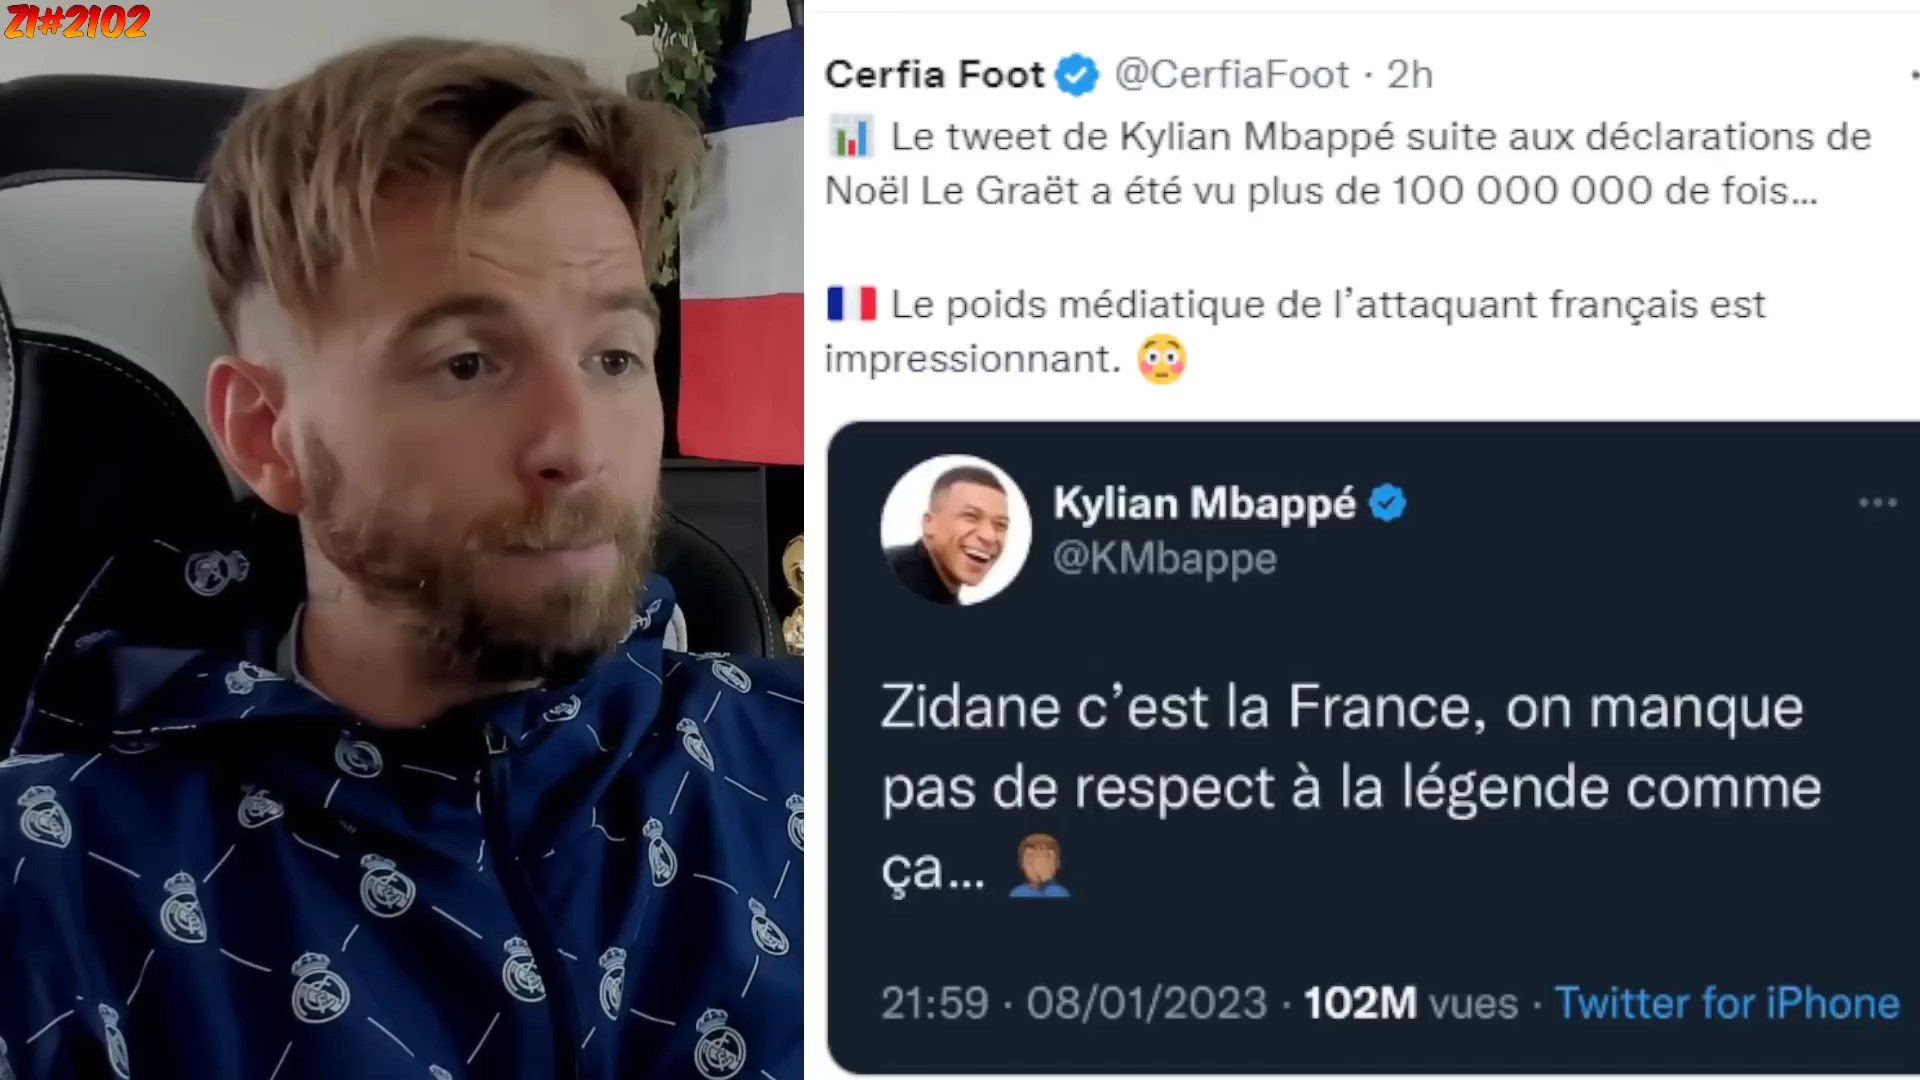 Z1#2102
Cerfia Foot @CerfiaFoot · 2h
📊 Le tweet de Kylian Mbappé suite aux déclarations de
Noël Le Graët a été vu plus de 100 000 000 de fois...
🇫🇷 Le poids médiatique de l’attaquant français est
impressionnant. 😳
Kylian Mbappé
@KMbappe
Zidane c’est la France, on manque
pas de respect à la légende comme
ça... 🤦🏽‍♂️
21:59 · 08/01/2023 · 102M vues · Twitter for iPhone